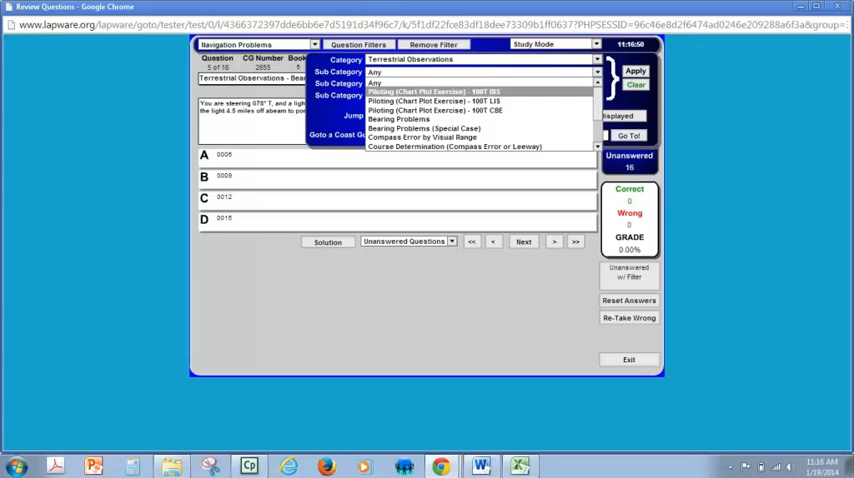 Review Questions - Google Chrome
www.lapware.org/goto/tester/test/0/l/4366372397dde6bb6e7d5191d34f96c7/k/5f1df22fce83df18dee73309b1ff0637?PHPSESSID=96c46e8d2f6474ad0246e209288a6f3a&group=
Navigation Problems
Question Filters
Remove Filter
Study Mode
11:16:50
Question
CG Number
Book
5 of 16
2655
5
Terrestrial Observations - Bear
Category
Terrestrial Observations
Sub Category
Any
Sub Category
Any
Sub Category
Piloting (Chart Plot Exercise) - 100T BIS
Piloting (Chart Plot Exercise) - 100T LIS
Piloting (Chart Plot Exercise) - 100T CBE
Bearing Problems
Bearing Problems (Special Case)
Compass Error by Visual Range
Course Determination (Compass Error or Leeway)
Apply
Clear
Jump
isplayed
Goto a Coast Gu
Go To!
You are steering 078° T, and a lig
the light 4.5 miles off abeam to por
A 0006
B 0009
C 0012
D 0015
Unanswered
16
Correct
0
Wrong
0
GRADE
0.00%
Solution
Unanswered Questions
<<
<
Next
>
>>
Unanswered
w/ Filter
Reset Answers
Re-Take Wrong
Exit
11:16 AM
1/19/2014